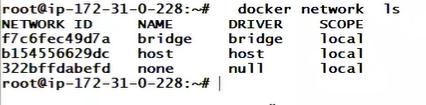 root@ip-172-31-0-228:~#   docker network  ls
NETWORK ID     NAME      DRIVER    SCOPE
f7c6fec49d7a   bridge    bridge    local
b154556629dc   host      host      local
322bffdabefd   none      null      local
root@ip-172-31-0-228:~#